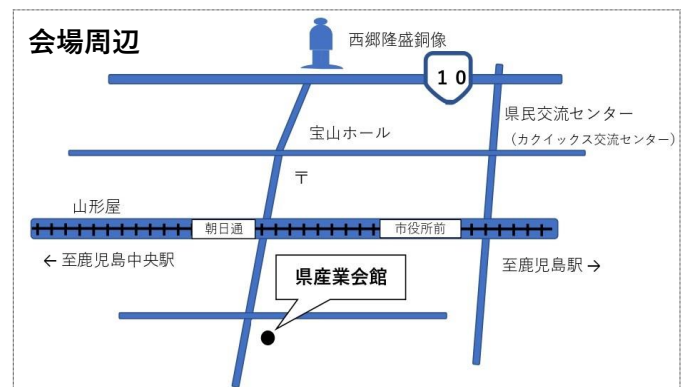 会場周辺
西郷隆盛銅像
10
県民交流センター
（カクイックス交流センター）
宝山ホール
〒
山形屋
朝日通
市役所前
←至鹿児島中央駅
至鹿児島駅→
県産業会館